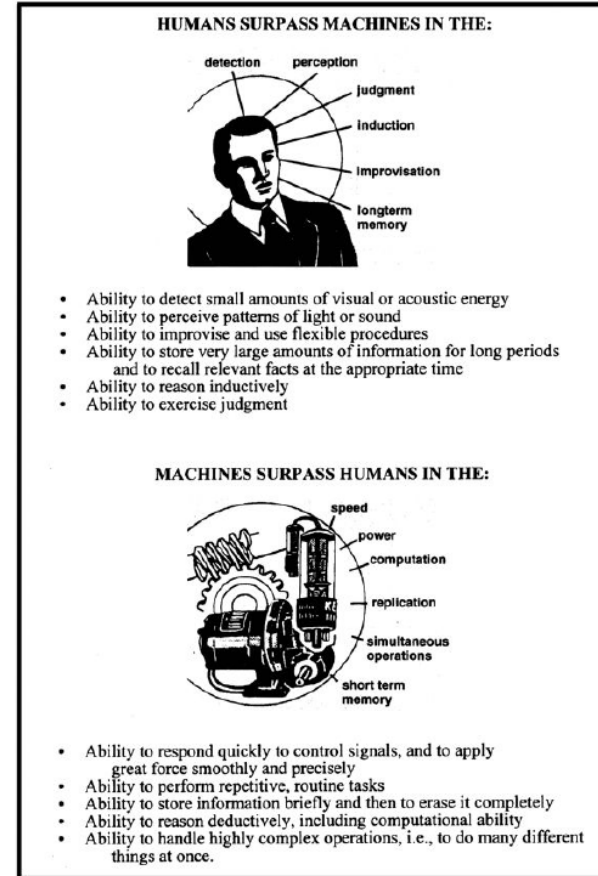 HUMANS SURPASS MACHINES IN THE:
detection
perception
judgment
induction
improvisation
longterm
memory
• Ability to detect small amounts of visual or acoustic energy
• Ability to perceive patterns of light or sound
• Ability to improvise and use flexible procedures
• Ability to store very large amounts of information for long periods
and to recall relevant facts at the appropriate time
• Ability to reason inductively
• Ability to exercise judgment
MACHINES SURPASS HUMANS IN THE:
speed
power
computation
replication
simultaneous
operations
short term
memory
• Ability to respond quickly to control signals, and to apply
great force smoothly and precisely
• Ability to perform repetitive, routine tasks
• Ability to store information briefly and then to erase it completely
• Ability to reason deductively, including computational ability
• Ability to handle highly complex operations, i.e., to do many different
things at once.